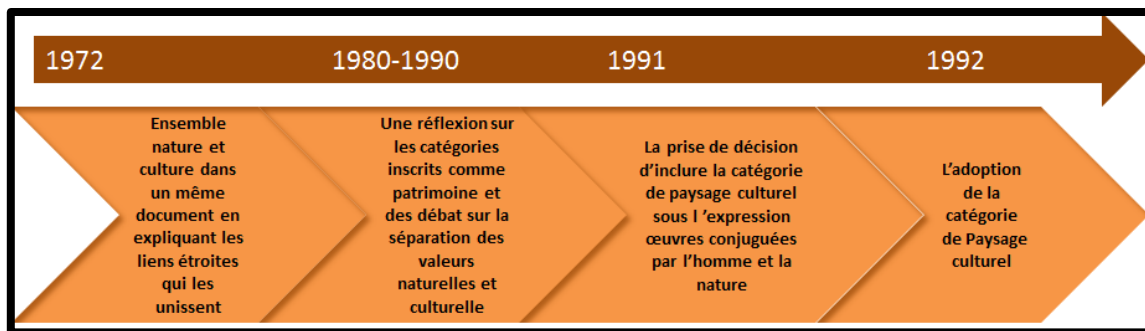 1972 1980-1990 1991 1992
Ensemble
nature et
culture dans
un même
document en
expliquant les
liens étroites
qui les
unissent
Une réflexion sur
les catégories
inscrits comme
patrimoine et
des débat sur la
séparation des
valeurs
naturelles et
culturelle
La prise de décision
d'inclure la catégorie
de paysage culturel
sous l 'expression
œuvres conjuguées
par l'homme et la
nature
L'adoption
de la
catégorie
de Paysage
culturel